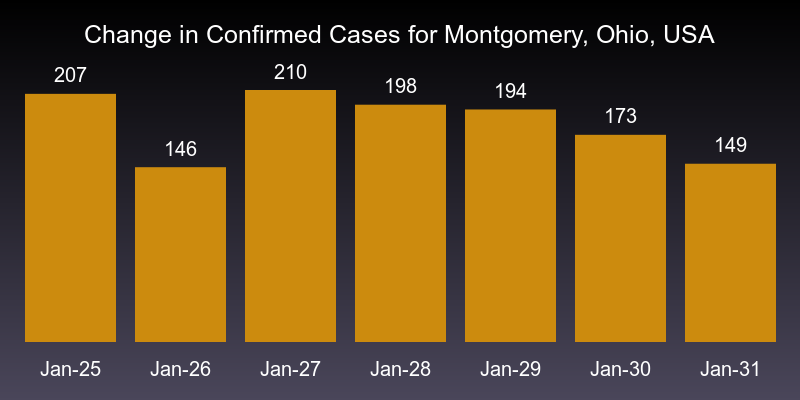 Change in Confirmed Cases for Montgomery, Ohio, USA
207
146
210
198
194
173
149
Jan-25
Jan-26
Jan-27
Jan-28
Jan-29
Jan-30
Jan-31